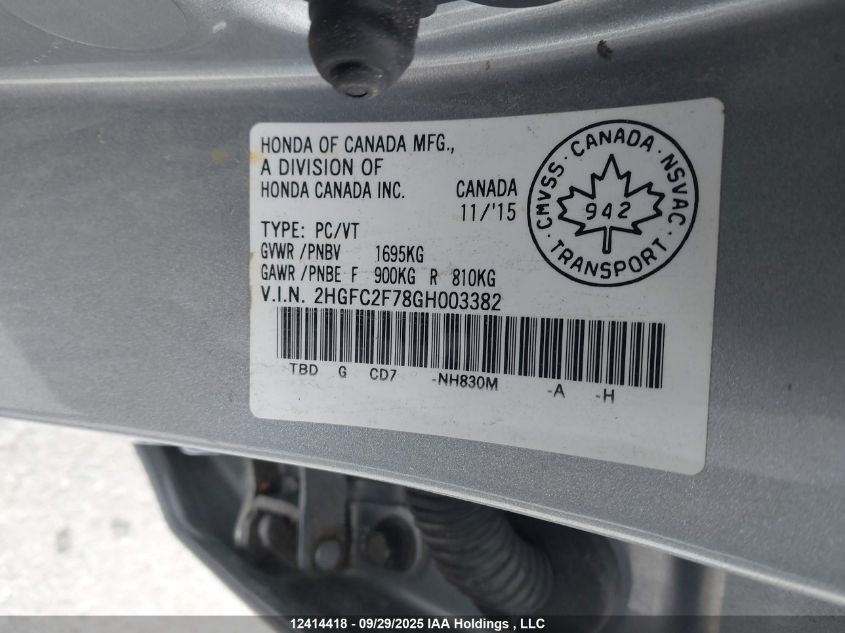 HONDA OF CANADA MFG.,
A DIVISION OF
HONDA CANADA INC.
CANADA
11/'15
TYPE: PC/VT
GVWR /PNBV 1695KG
GAWR /PNBE F 900KG R 810KG
V.I.N. 2HGFC2F78GH003382
TBD G CD7 -NH830M -A -H
CMVSS · CANADA · NSVAC
942
TRANSPORT
12414418 - 09/29/2025 IAA Holdings , LLC